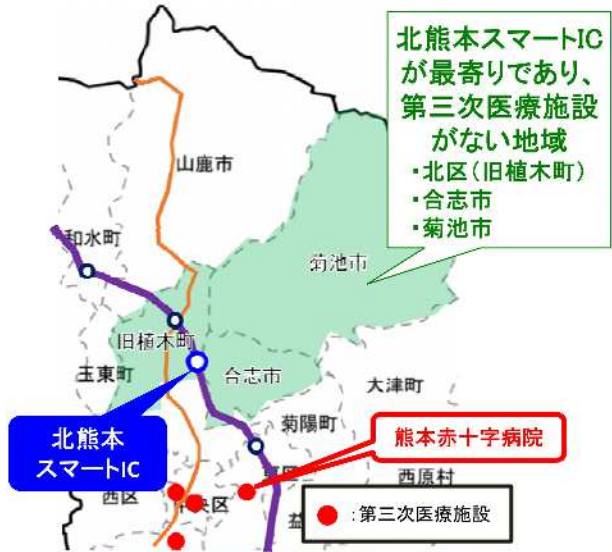 北熊本スマートIC
が最寄りであり、
第三次医療施設
がない地域
・北区(旧植木町)
・合志市
・菊池市
山鹿市
和水町
菊池市
旧植木町
玉東町
合志市
大津町
菊陽町
北熊本
スマートIC
熊本赤十字病院
西区
区
西原村
益
:第三次医療施設